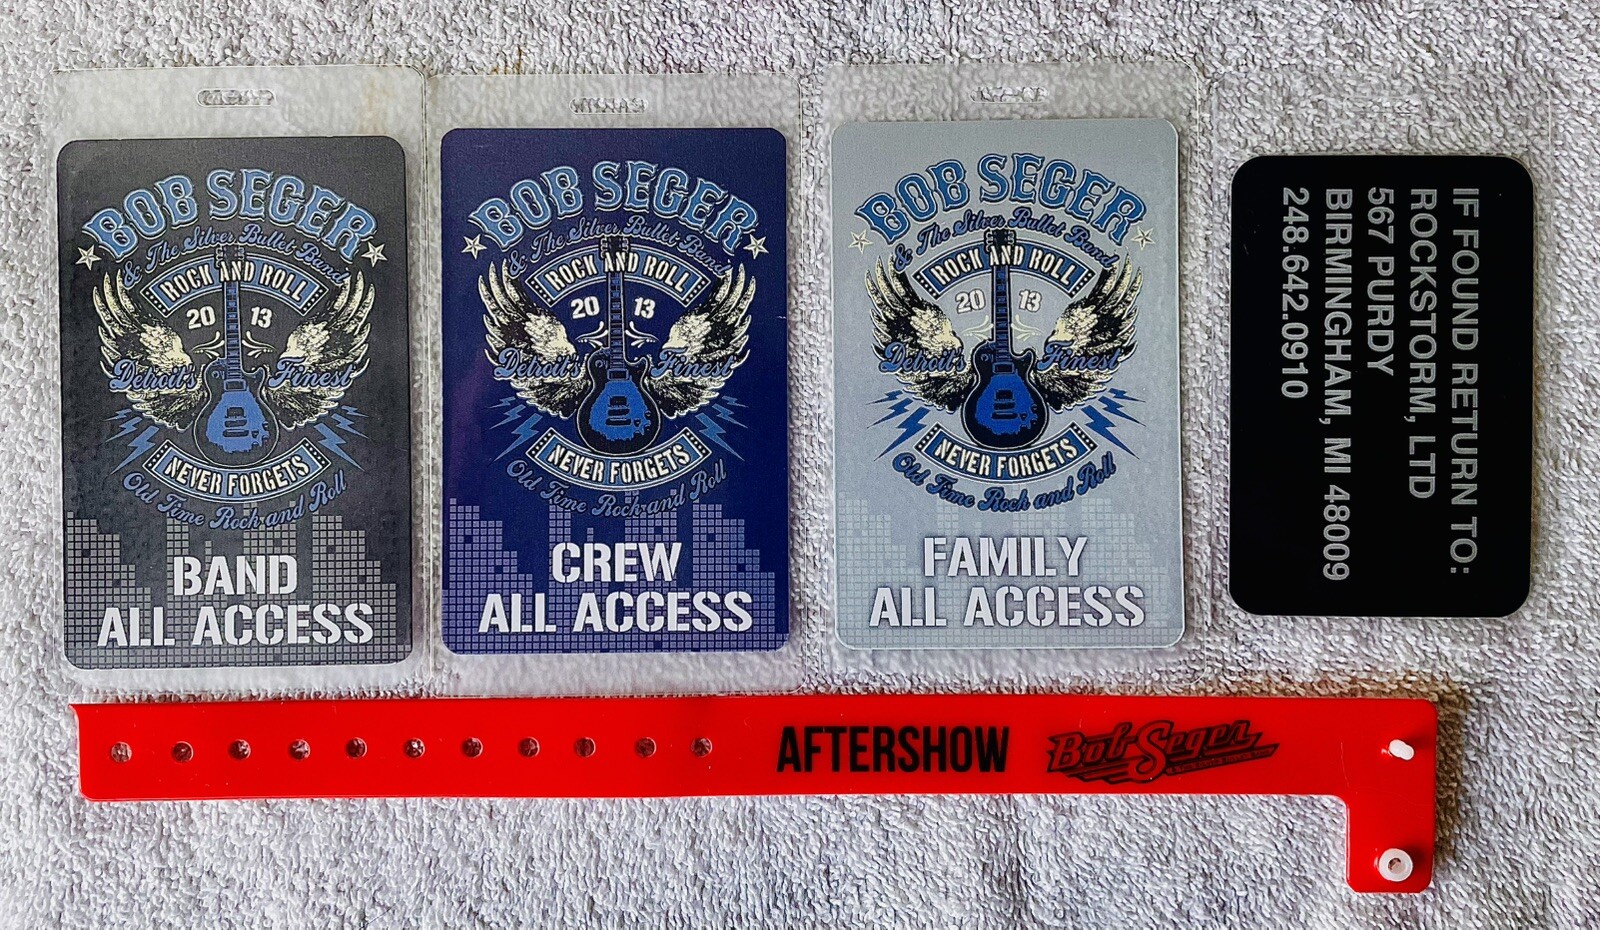 BOB SEGER
& The Silver Bullet Band
ROCK AND ROLL
20 13
Detroit's Finest
NEVER FORGETS
Old Time Rock and Roll
BAND
ALL ACCESS
BOB SEGER
& The Silver Bullet Band
ROCK AND ROLL
20 13
Detroit's Finest
NEVER FORGETS
Old Time Rock and Roll
CREW
ALL ACCESS
BOB SEGER
& The Silver Bullet Band
ROCK AND ROLL
20 13
Detroit's Finest
NEVER FORGETS
Old Time Rock and Roll
FAMILY
ALL ACCESS
IF FOUND RETURN TO:
ROCKSTORM, LTD
567 PURDY
BIRMINGHAM, MI 48009
248.642.0910
AFTERSHOW
Bob Seger